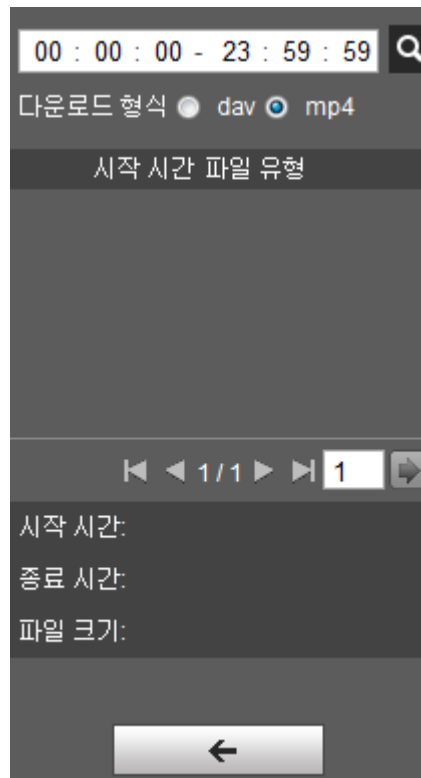 00 : 00 : 00 - 23 : 59 : 59
다운로드 형식 dav mp4
시작 시간 파일 유형
1 / 1 1
시작 시간:
종료 시간:
파일 크기: